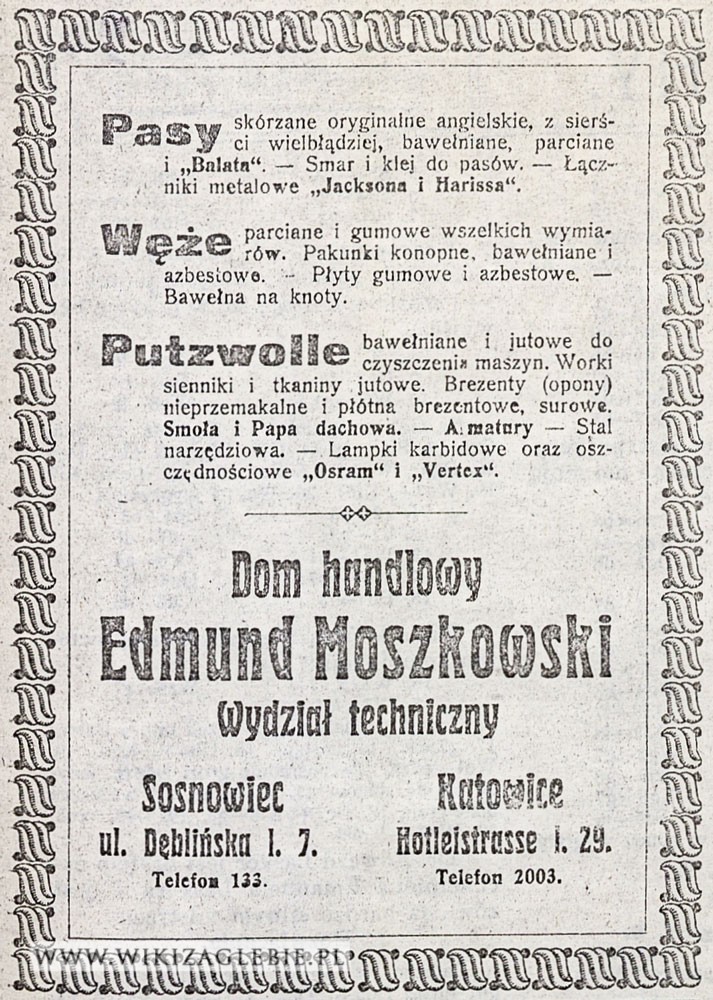 Pasy skórzane oryginalne angielskie, z sierś-
ci wielbłądziej, bawełniane, parciane
i „Balata“. — Smar i klej do pasów. — Łącz-
niki metalowe „Jacksona i Harissa“.
Węże parciane i gumowe wszelkich wymia-
rów. Pakunki konopne, bawełniane i
azbestowe. — Płyty gumowe i azbestowe. —
Bawełna na knoty.
Putzwolle bawełniane i jutowe do
czyszczenia maszyn. Worki
sienniki i tkaniny jutowe. Brezenty (opony)
nieprzemakalne i płótna brezentowe, surowe.
Smoła i Papa dachowa. — Armatury — Stal
narzędziowa. — Lampki karbidowe oraz osz-
czędnościowe „Osram“ i „Vertex“.
Dom handlowy
Edmund Moszkowski
Wydział techniczny
Sosnowiec
ul. Dęblińska l. 7.
Telefon 133.
Katowice
Holteistrasse l. 29.
Telefon 2003.
WWW.WIKIZAGLEBIE.PL